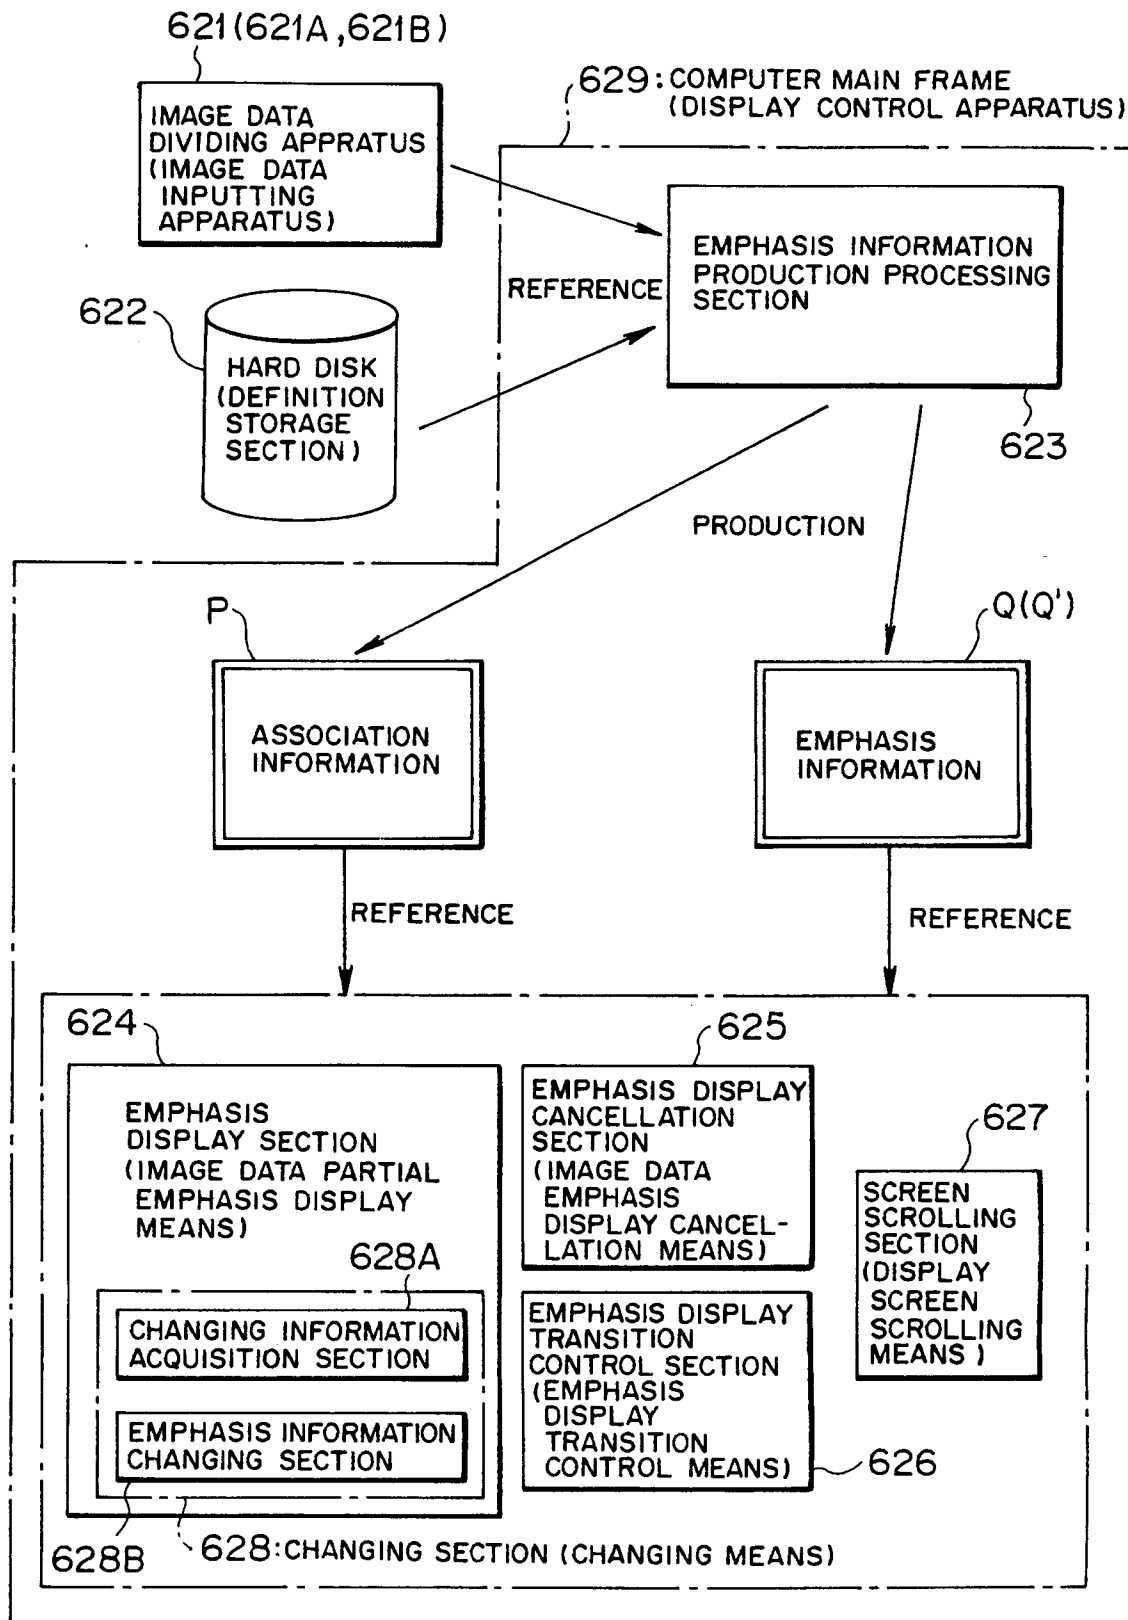 621(621A,621B)
629:COMPUTER MAIN FRAME
(DISPLAY CONTROL APPARATUS)
IMAGE DATA
DIVIDING APPRATUS
(IMAGE DATA
INPUTTING
APPARATUS)
EMPHASIS INFORMATION
PRODUCTION PROCESSING
SECTION
REFERENCE
622
HARD DISK
(DEFINITION
STORAGE
SECTION)
623
PRODUCTION
P
Q(Q')
ASSOCIATION
INFORMATION
EMPHASIS
INFORMATION
REFERENCE
REFERENCE
624
EMPHASIS
DISPLAY SECTION
(IMAGE DATA PARTIAL
EMPHASIS DISPLAY
MEANS)
628A
CHANGING INFORMATION
ACQUISITION SECTION
EMPHASIS INFORMATION
CHANGING SECTION
628B
628:CHANGING SECTION (CHANGING MEANS)
625
EMPHASIS DISPLAY
CANCELLATION
SECTION
(IMAGE DATA
EMPHASIS
DISPLAY CANCEL-
LATION MEANS)
EMPHASIS DISPLAY
TRANSITION
CONTROL SECTION
(EMPHASIS
DISPLAY
TRANSITION
CONTROL MEANS)
626
627
SCREEN
SCROLLING
SECTION
(DISPLAY
SCREEN
SCROLLING
MEANS)